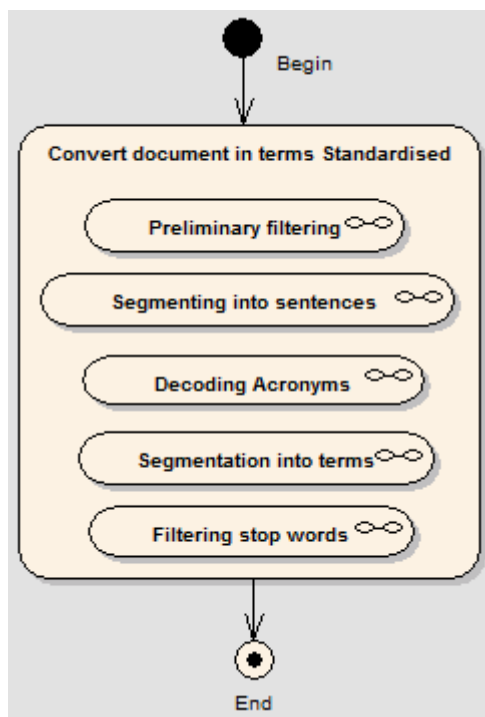 Begin
Convert document in terms Standardised
Preliminary filtering
Segmenting into sentences
Decoding Acronyms
Segmentation into terms
Filtering stop words
End